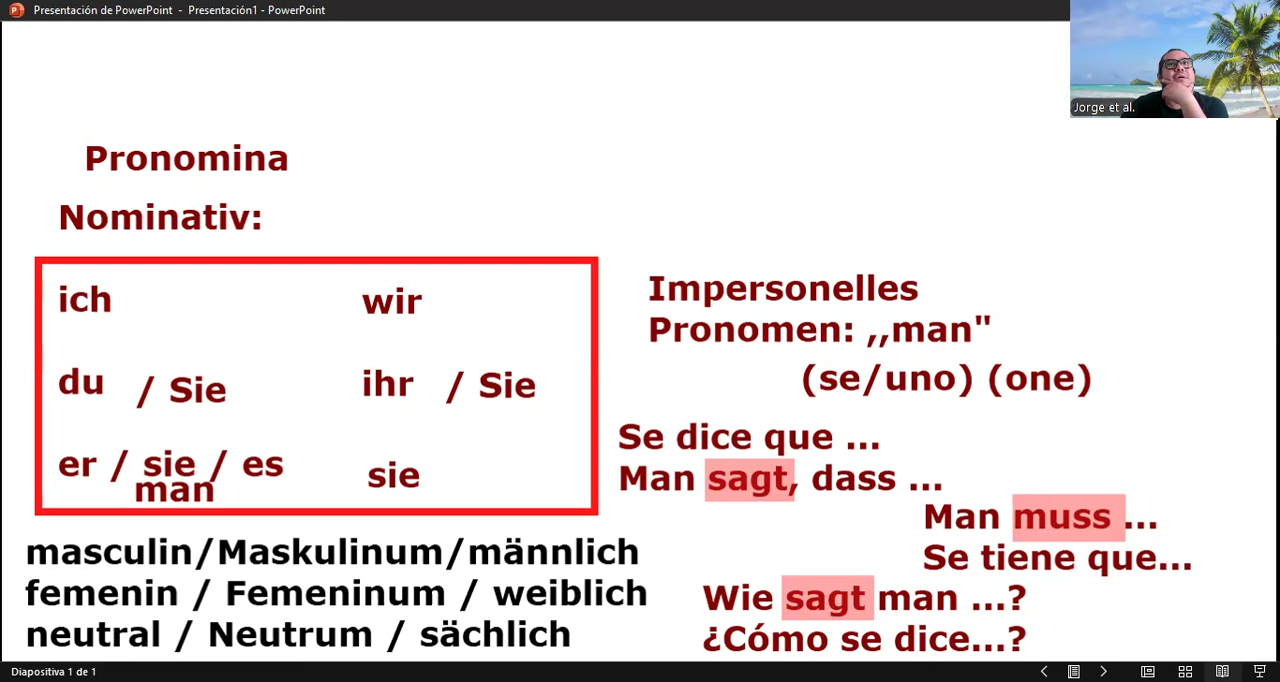 Presentación de PowerPoint - Presentación1 - PowerPoint
Jorge et al.
Pronomina
Nominativ:
ich wir
du / Sie ihr / Sie
er / sie / es sie
man
masculin/Maskulinum/männlich
femenin / Femeninum / weiblich
neutral / Neutrum / sächlich
Impersonelles
Pronomen: ,,man"
(se/uno) (one)
Se dice que ...
Man sagt, dass ...
Man muss ...
Se tiene que...
Wie sagt man ...?
¿Cómo se dice...?
Diapositiva 1 de 1